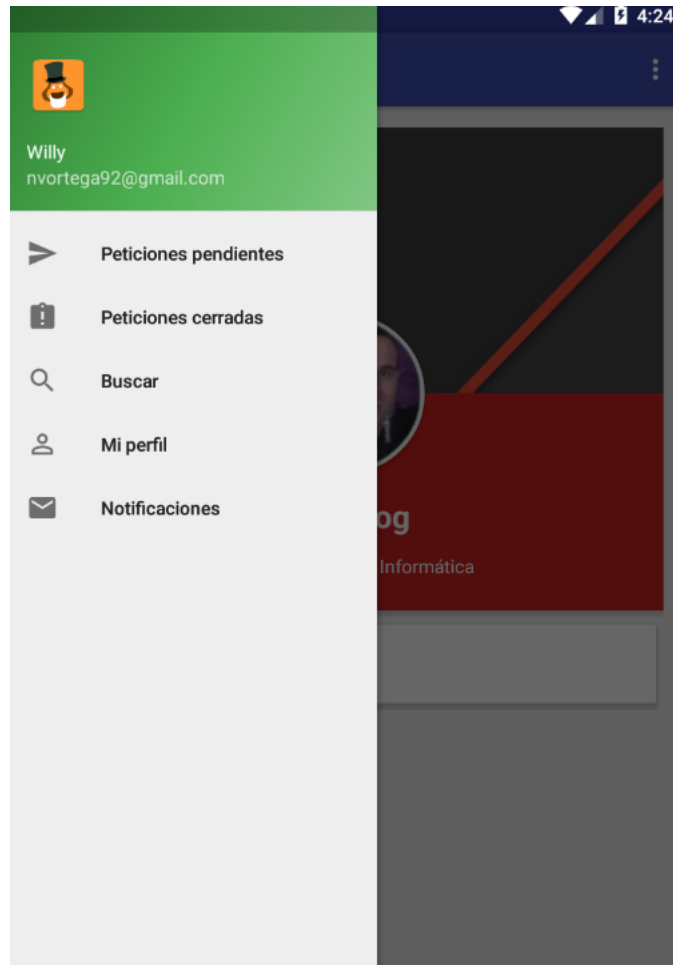 4:24
Willy
nvortega92@gmail.com
Peticiones pendientes
Peticiones cerradas
Buscar
Mi perfil
Notificaciones
og
Informática